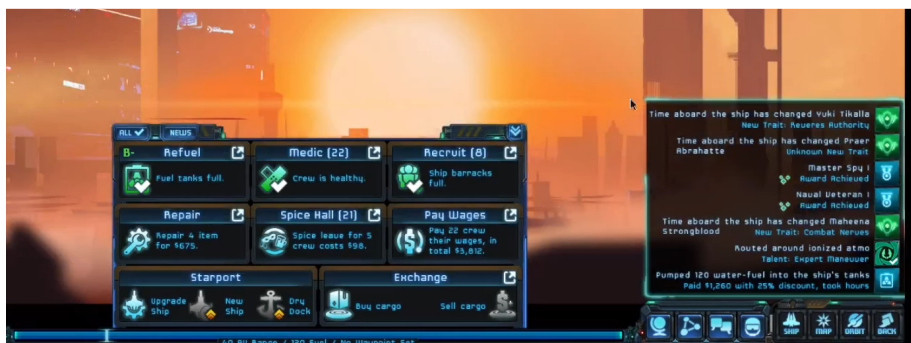 ALL NEWS
B- Refuel
Fuel tanks full.
Medic (22)
Crew is healthy.
Recruit (8)
Ship barracks
full.
Repair
Repair 4 item
for $675.
Spice Hall (21)
Spice leave for 5
crew costs $98.
Pay Wages
Pay 22 crew
their wages, in
total $3,812.
Starport
Upgrade
Ship
New
Ship
Dry
Dock
Exchange
Buy cargo
Sell cargo
Time aboard the ship has changed Yuki Tikalla
New Trait: Reveres Authority
Time aboard the ship has changed Praer
Abrahatte
Unknown New Trait
Master Spy I
Award Achieved
Naval Veteran I
Award Achieved
Time aboard the ship has changed Maheena
Strongblood
New Trait: Combat Nerves
Routed around ionized atmo
Talent: Expert Maneuver
Pumped 120 water-fuel into the ship's tanks
Paid $1,260 with 25% discount, took hours
SHIP
MAP
ORBIT
BACK
Range / 130 Fuel / No Waypoint Set